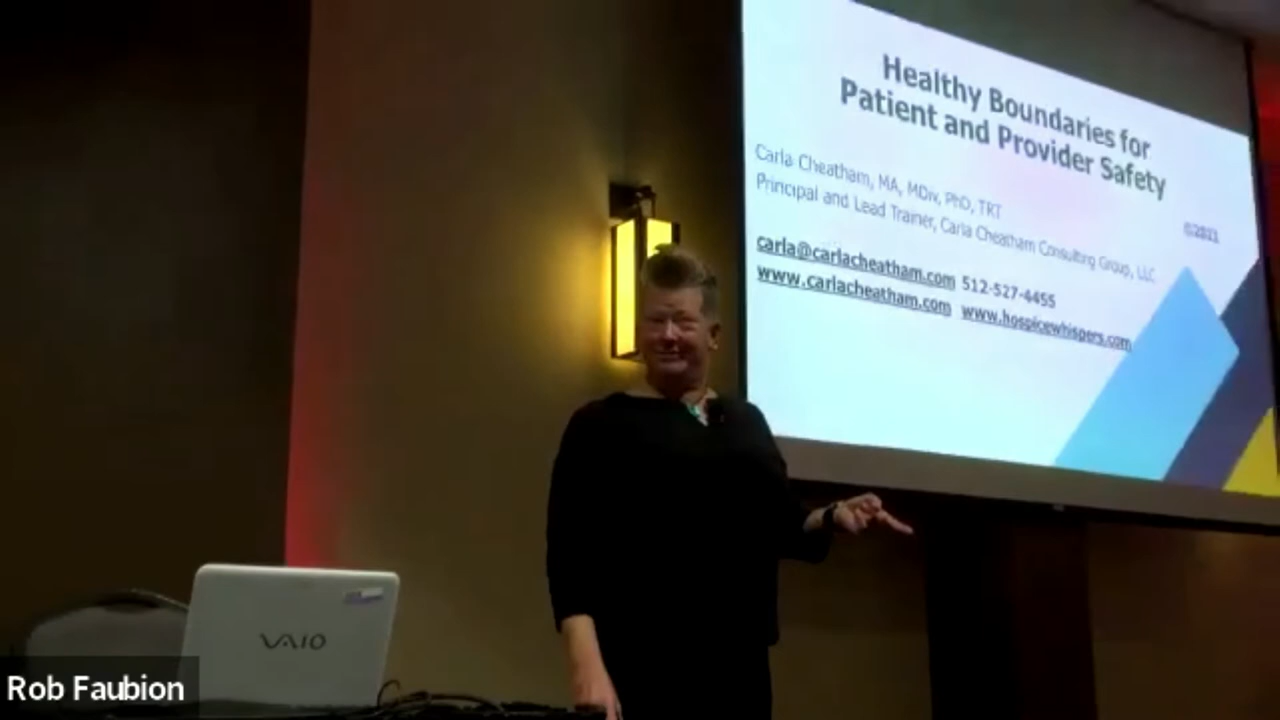 Healthy Boundaries for
Patient and Provider Safety
Carla Cheatham, MA, MDiv, PhD, TRT
Principal and Lead Trainer, Carla Cheatham Consulting Group, LLC
carla@carlacheatham.com 512-527-4455
www.carlacheatham.com www.hospicewhispers.com
VAIO
Rob Faubion